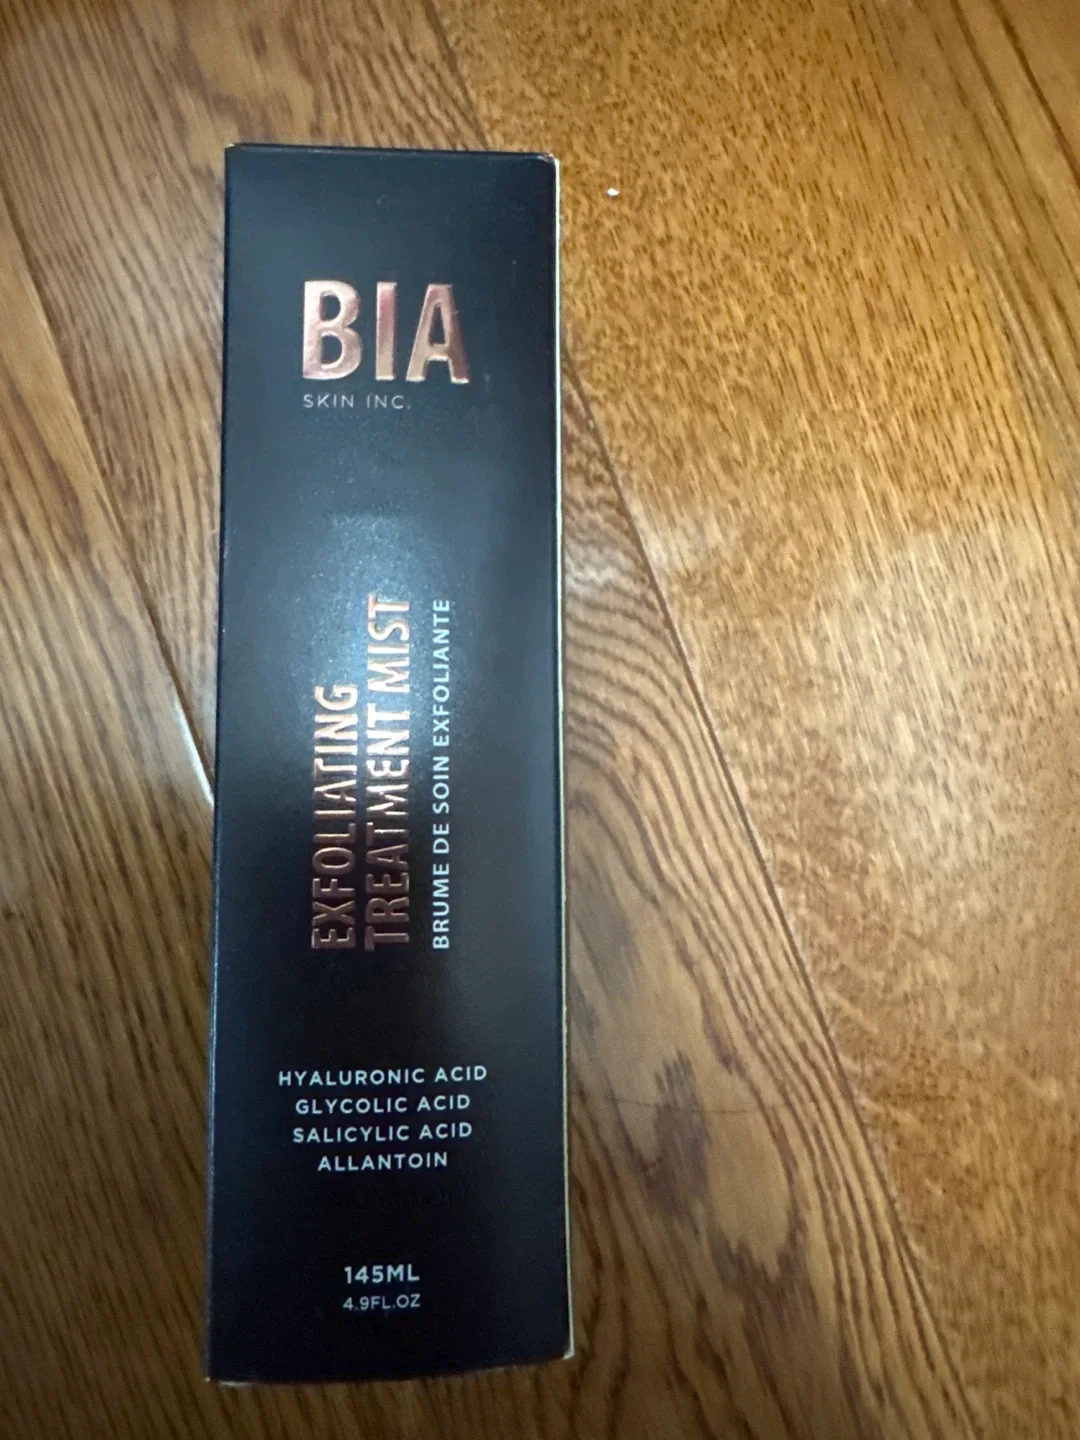 BIA
SKIN INC.
EXFOLIATING
TREATMENT MIST
BRUME DE SOIN EXFOLIANTE
HYALURONIC ACID
GLYCOLIC ACID
SALICYLIC ACID
ALLANTOIN
145ML
4.9FL.OZ